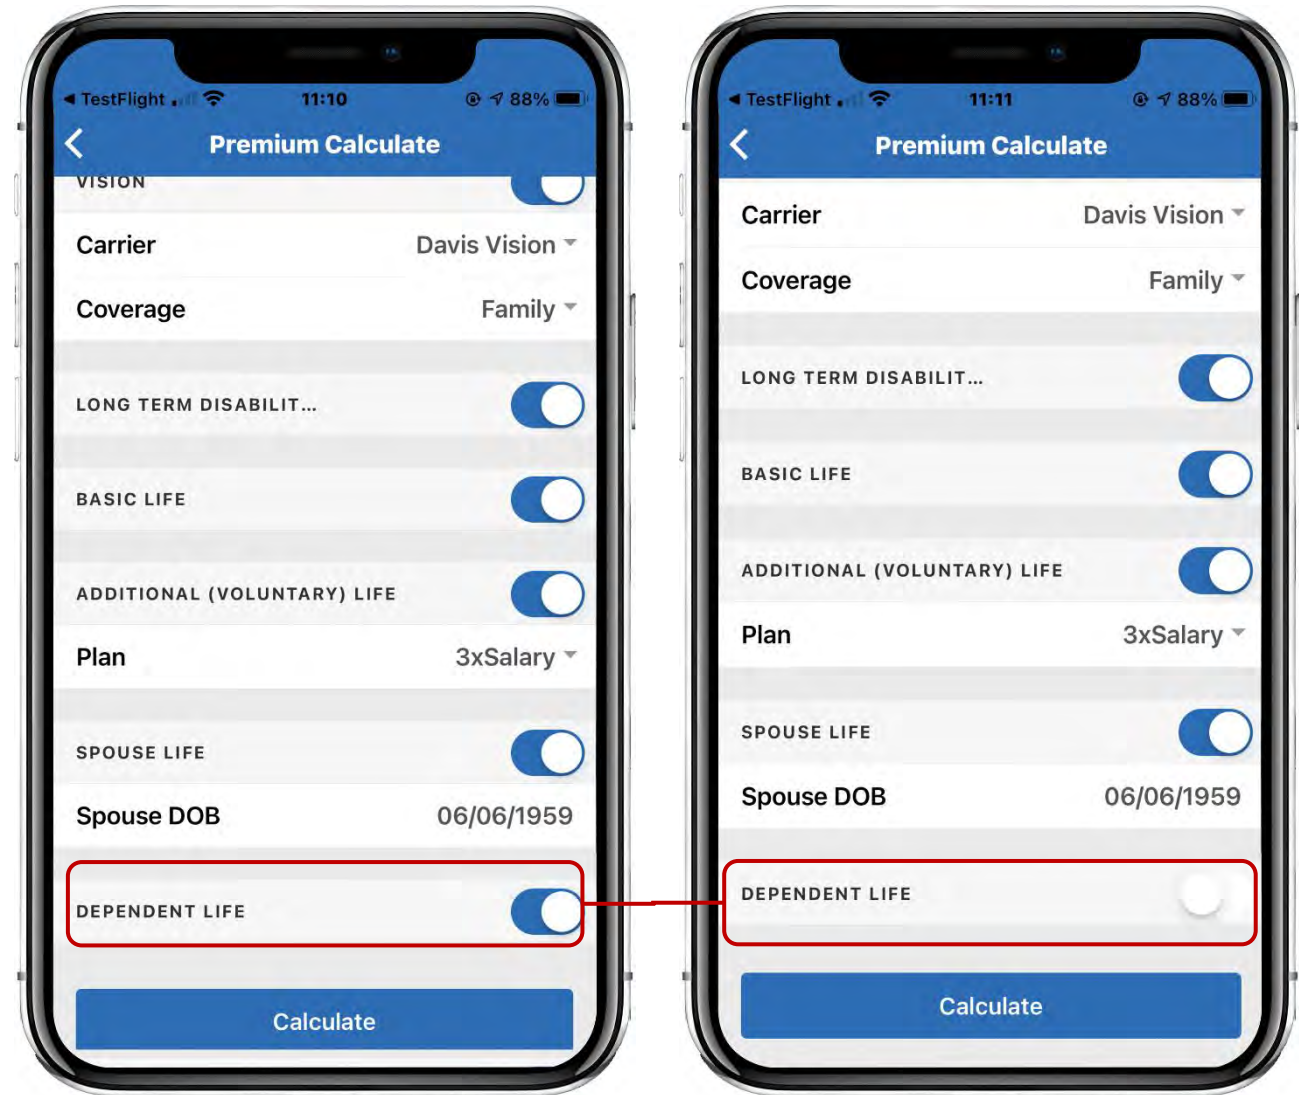 TestFlight 11:10 88%
Premium Calculate
VISION
Carrier Davis Vision
Coverage Family
LONG TERM DISABILIT...
BASIC LIFE
ADDITIONAL (VOLUNTARY) LIFE
Plan 3xSalary
SPOUSE LIFE
Spouse DOB 06/06/1959
DEPENDENT LIFE
Calculate
TestFlight 11:11 88%
Premium Calculate
Carrier Davis Vision
Coverage Family
LONG TERM DISABILIT...
BASIC LIFE
ADDITIONAL (VOLUNTARY) LIFE
Plan 3xSalary
SPOUSE LIFE
Spouse DOB 06/06/1959
DEPENDENT LIFE
Calculate